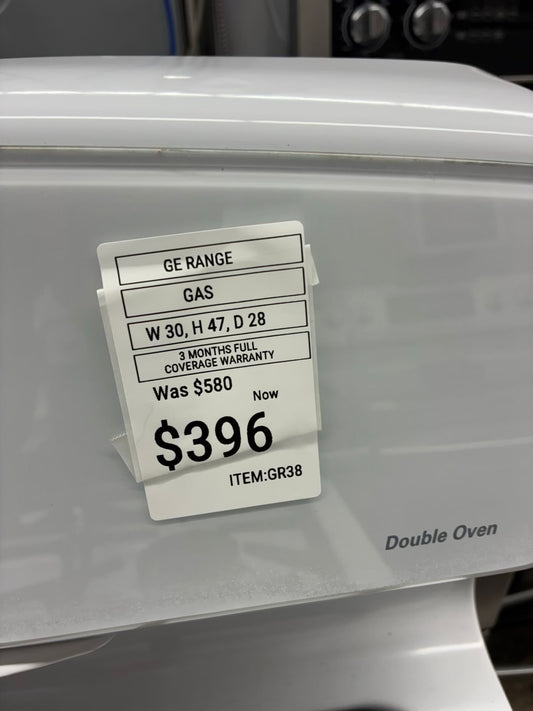 GE RANGE
GAS
W 30, H 47, D 28
3 MONTHS FULL
COVERAGE WARRANTY
Was $580
Now
$396
ITEM:GR38
Double Oven